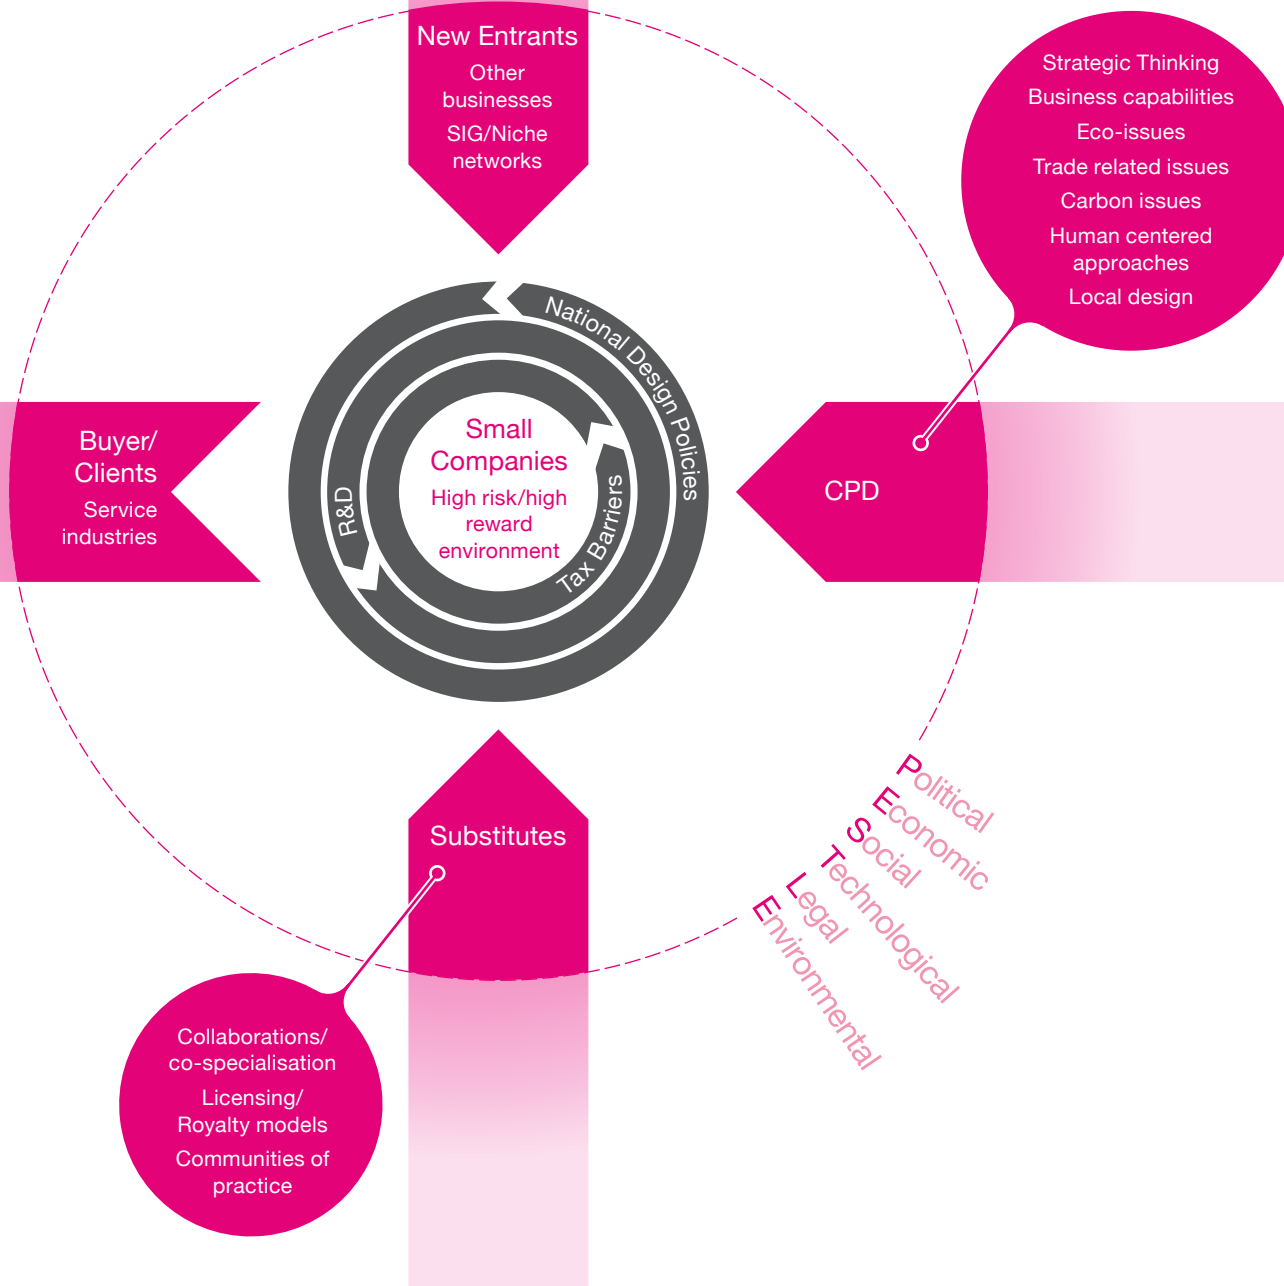 New Entrants
Other
businesses
SIG/Niche
networks
Strategic Thinking
Business capabilities
Eco-issues
Trade related issues
Carbon issues
Human centered
approaches
Local design
National Design Policies
R&D
Tax Barriers
Small
Companies
High risk/high
reward
environment
Buyer/
Clients
Service
industries
CPD
Substitutes
Collaborations/
co-specialisation
Licensing/
Royalty models
Communities of
practice
Political
Economic
Social
Technological
Legal
Environmental